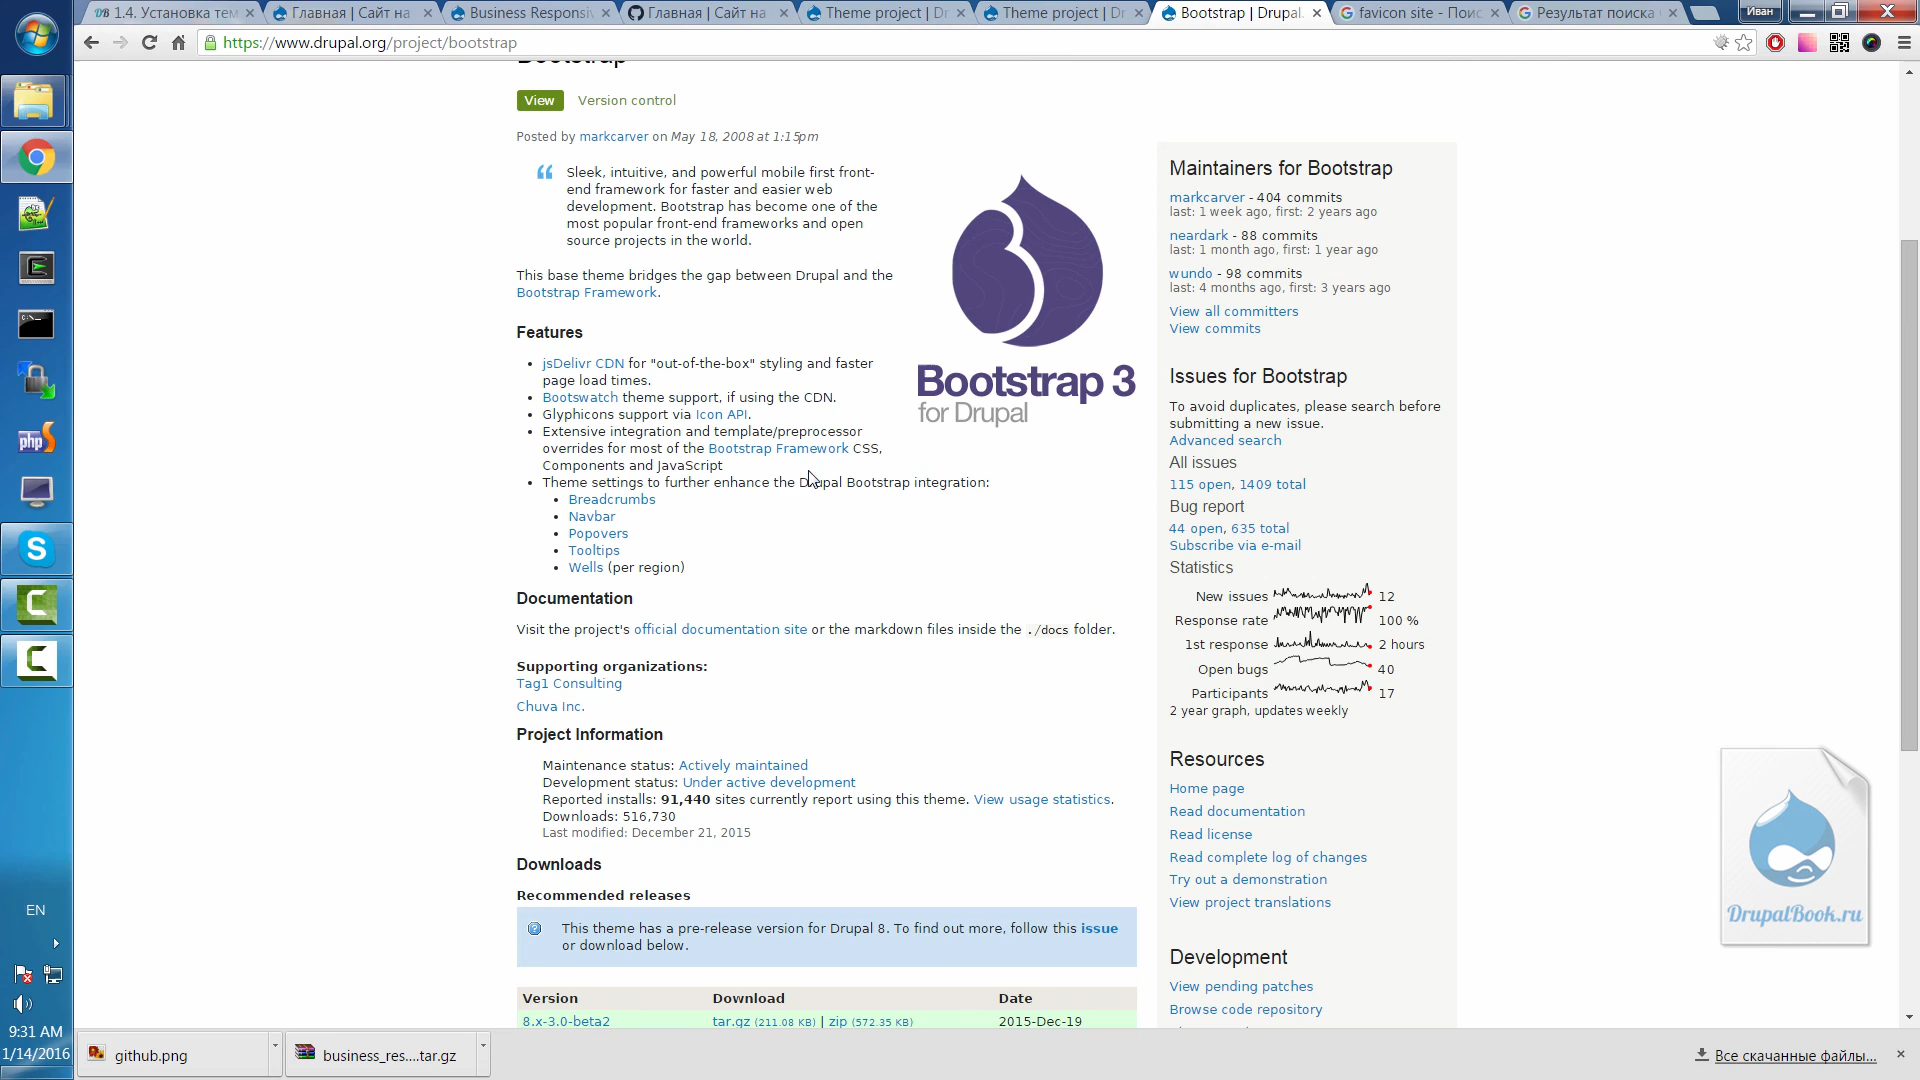 1.4. Установка тем
Главная | Сайт на
Business Responsiv
Главная | Сайт на
Theme project | Dr
Theme project | Dr
Bootstrap | Drupal.
favicon site - Поис
Результат поиска
Иван
https://www.drupal.org/project/bootstrap
Bootstrap
View Version control
Posted by markcarver on May 18, 2008 at 1:15pm
Sleek, intuitive, and powerful mobile first front-
end framework for faster and easier web
development. Bootstrap has become one of the
most popular front-end frameworks and open
source projects in the world.
This base theme bridges the gap between Drupal and the
Bootstrap Framework.
Bootstrap 3
for Drupal
Features
jsDelivr CDN for "out-of-the-box" styling and faster
page load times.
Bootswatch theme support, if using the CDN.
Glyphicons support via Icon API.
Extensive integration and template/preprocessor
overrides for most of the Bootstrap Framework CSS,
Components and JavaScript
Theme settings to further enhance the Drupal Bootstrap integration:
Breadcrumbs
Navbar
Popovers
Tooltips
Wells (per region)
Documentation
Visit the project's official documentation site or the markdown files inside the ./docs folder.
Supporting organizations:
Tag1 Consulting
Chuva Inc.
Project Information
Maintenance status: Actively maintained
Development status: Under active development
Reported installs: 91,440 sites currently report using this theme. View usage statistics.
Downloads: 516,730
Last modified: December 21, 2015
Downloads
Recommended releases
This theme has a pre-release version for Drupal 8. To find out more, follow this issue
or download below.
Version Download Date
8.x-3.0-beta2 tar.gz (211.08 KB) | zip (572.35 KB) 2015-Dec-19
Maintainers for Bootstrap
markcarver - 404 commits
last: 1 week ago, first: 2 years ago
neardark - 88 commits
last: 1 month ago, first: 1 year ago
wundo - 98 commits
last: 4 months ago, first: 3 years ago
View all committers
View commits
Issues for Bootstrap
To avoid duplicates, please search before
submitting a new issue.
Advanced search
All issues
115 open, 1409 total
Bug report
44 open, 635 total
Subscribe via e-mail
Statistics
New issues 12
Response rate 100 %
1st response 2 hours
Open bugs 40
Participants 17
2 year graph, updates weekly
Resources
Home page
Read documentation
Read license
Read complete log of changes
Try out a demonstration
View project translations
Development
View pending patches
Browse code repository
DrupalBook.ru
EN
9:31 AM
1/14/2016
github.png
business_res....tar.gz
Все скачанные файлы...